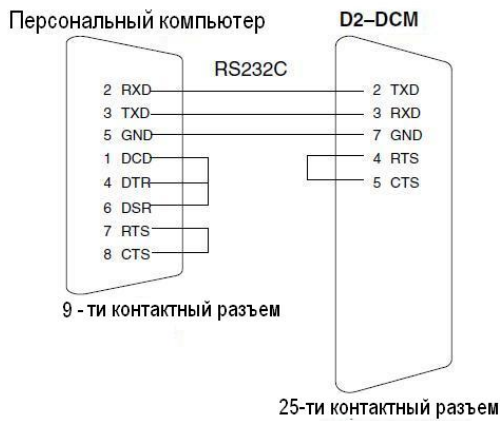 Персональный компьютер
D2–DCM
RS232C
2 RXD
2 TXD
3 TXD
3 RXD
5 GND
7 GND
1 DCD
4 RTS
4 DTR
5 CTS
6 DSR
7 RTS
8 CTS
9 - ти контактный разъем
25-ти контактный разъем